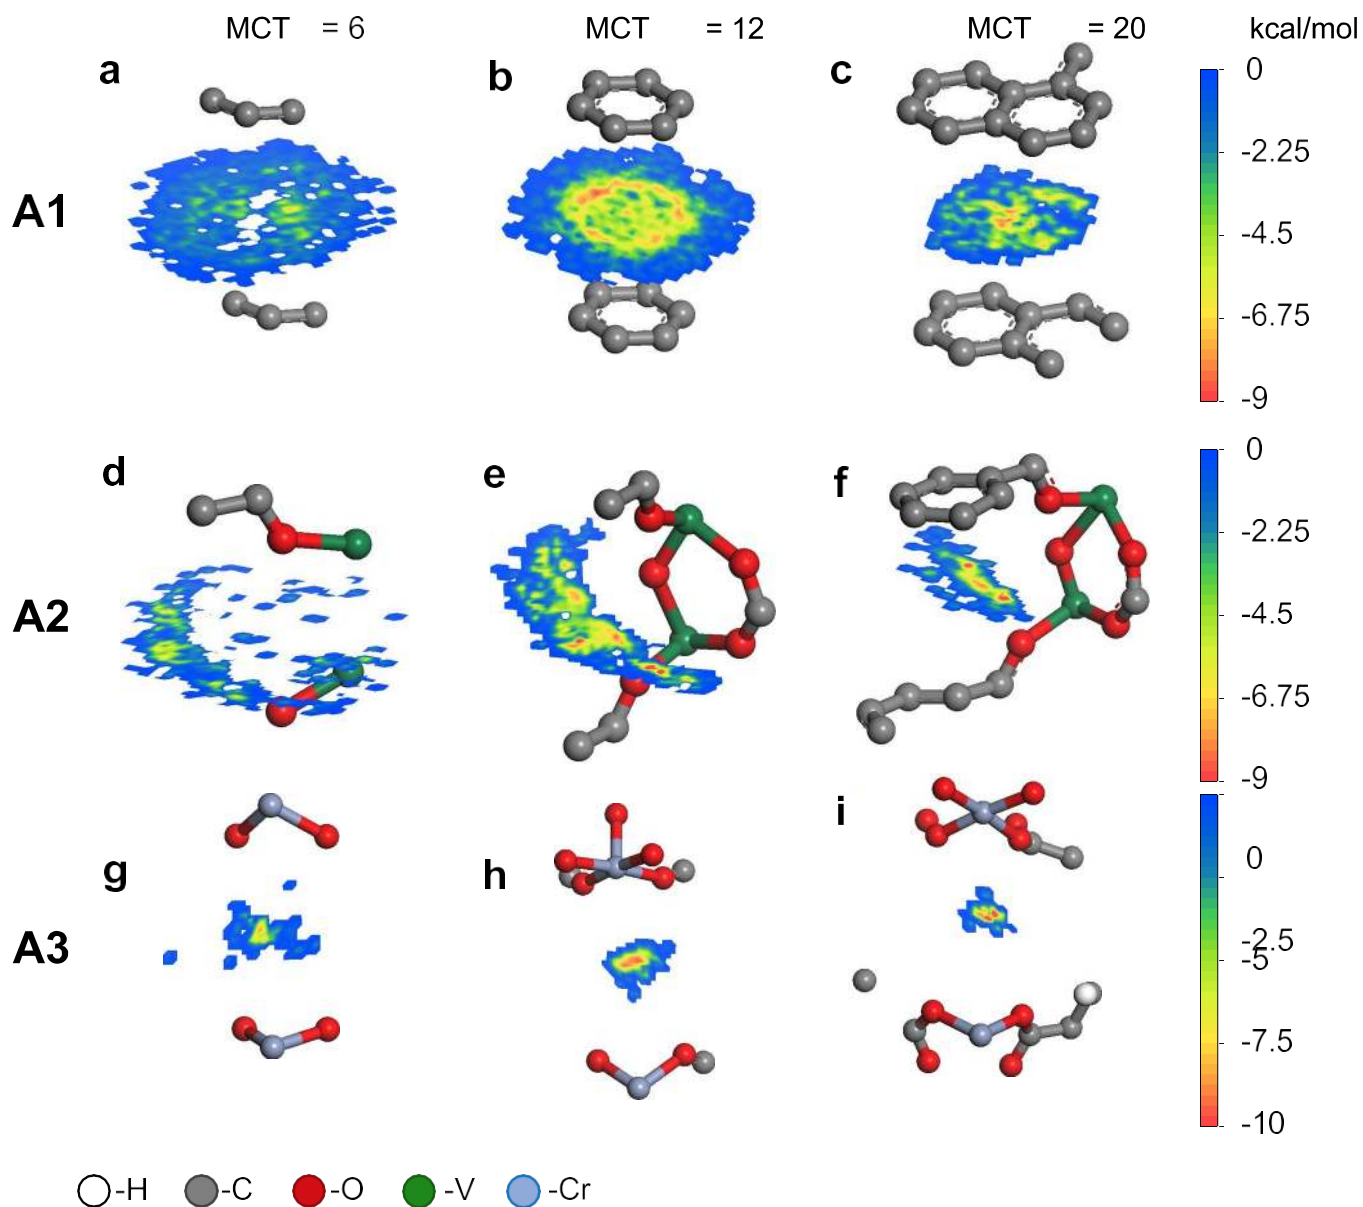 MCT = 6
MCT = 12
MCT = 20
kcal/mol
a
b
c
A1
0
-2.25
-4.5
-6.75
-9
d
e
f
A2
0
-2.25
-4.5
-6.75
-9
g
h
i
A3
0
-2.5
-5
-7.5
-10
-H
-C
-O
-V
-Cr